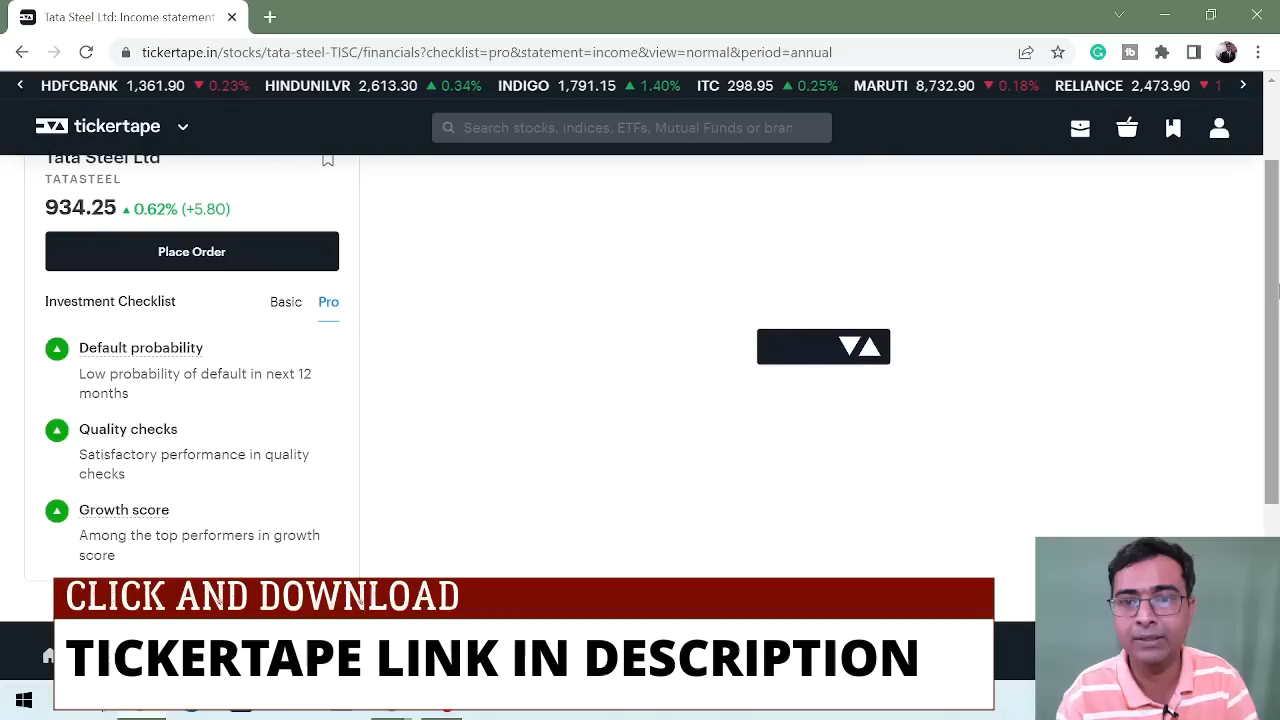 Tata Steel Ltd: Income statement
tickertape.in/stocks/tata-steel-TISC/financials?checklist=pro&statement=income&view=normal&period=annual
HDFCBANK 1,361.90 ▼ 0.23% HINDUNILVR 2,613.30 ▲ 0.34% INDIGO 1,791.15 ▲ 1.40% ITC 298.95 ▲ 0.25% MARUTI 8,732.90 ▼ 0.18% RELIANCE 2,473.90 ▼ 1
tickertape
Search stocks, indices, ETFs, Mutual Funds or bran
Tata Steel Ltd
TATASTEEL
934.25 ▲ 0.62% (+5.80)
Place Order
Investment Checklist Basic Pro
Default probability
Low probability of default in next 12
months
Quality checks
Satisfactory performance in quality
checks
Growth score
Among the top performers in growth
score
CLICK AND DOWNLOAD
TICKERTAPE LINK IN DESCRIPTION